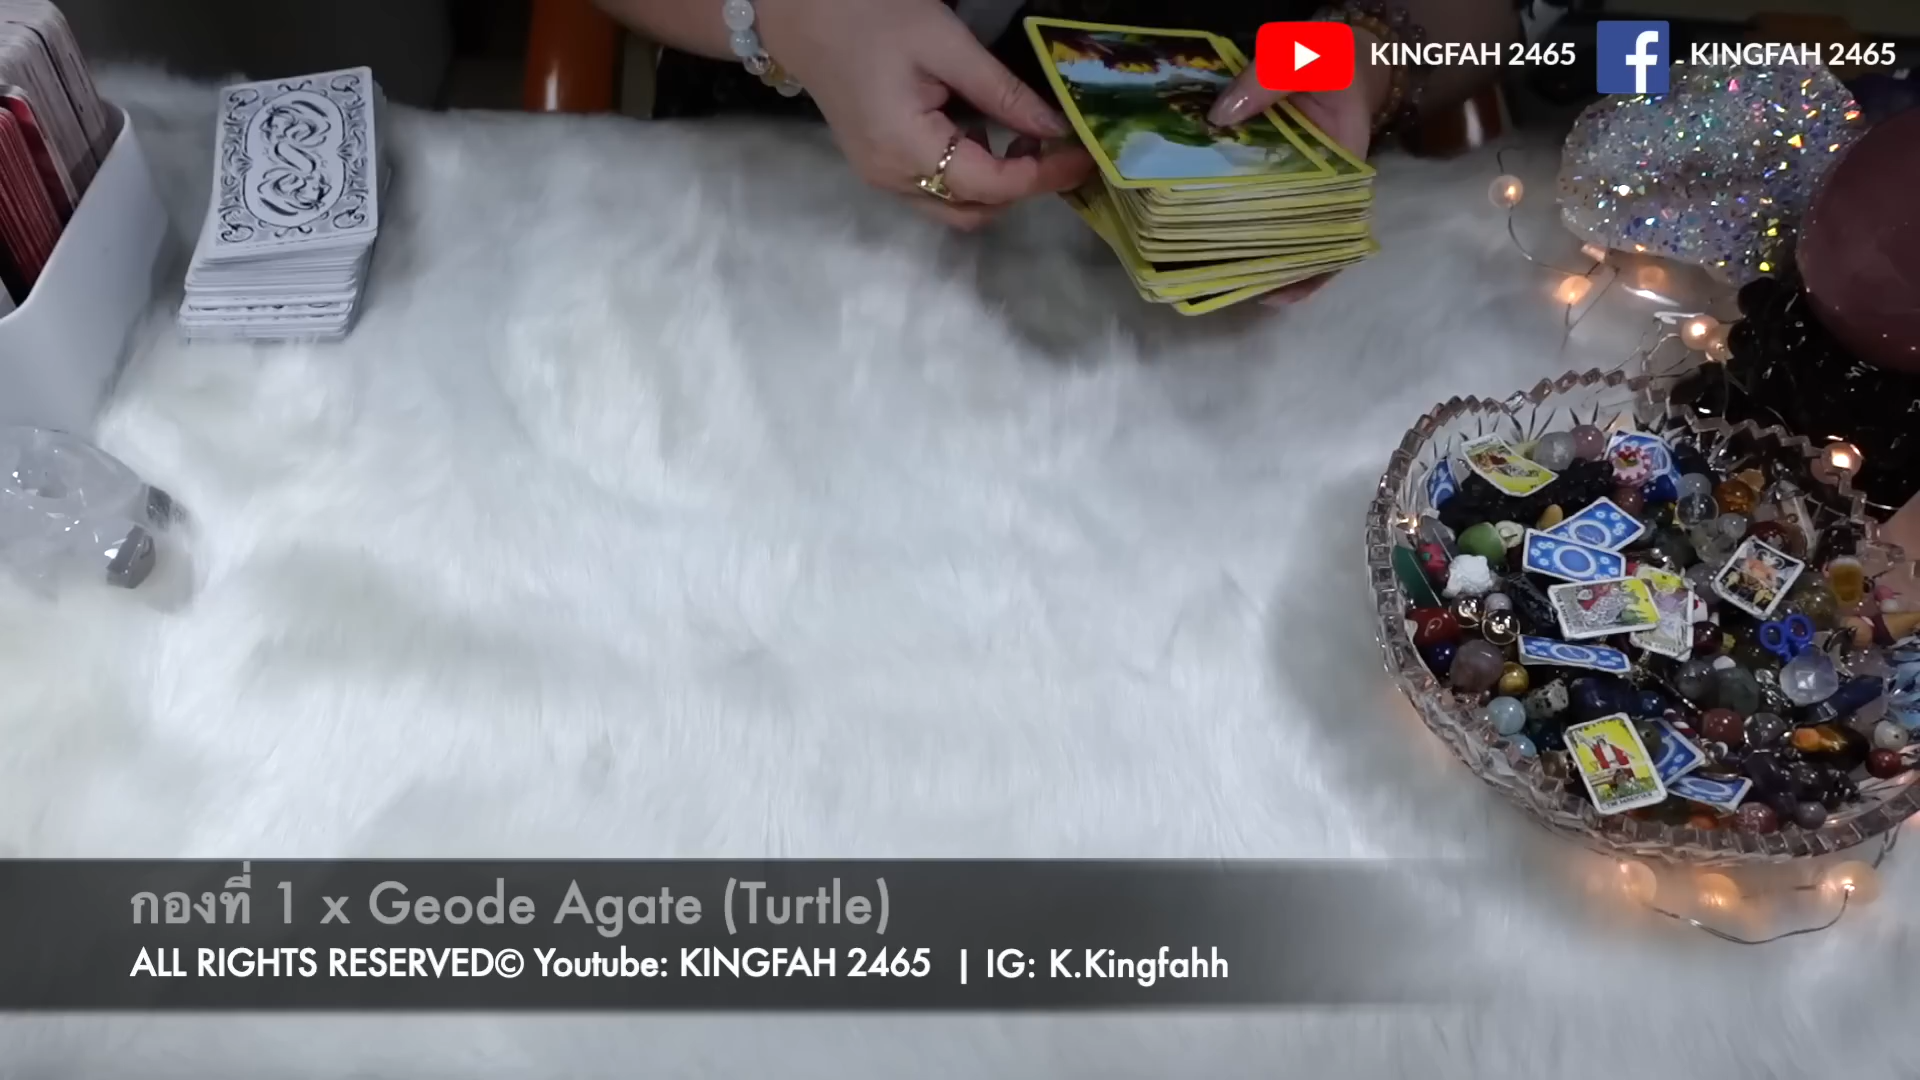 KINGFAH 2465
- KINGFAH 2465
กองที่ 1 x Geode Agate (Turtle)
ALL RIGHTS RESERVED© Youtube: KINGFAH 2465 | IG: K.Kingfahh